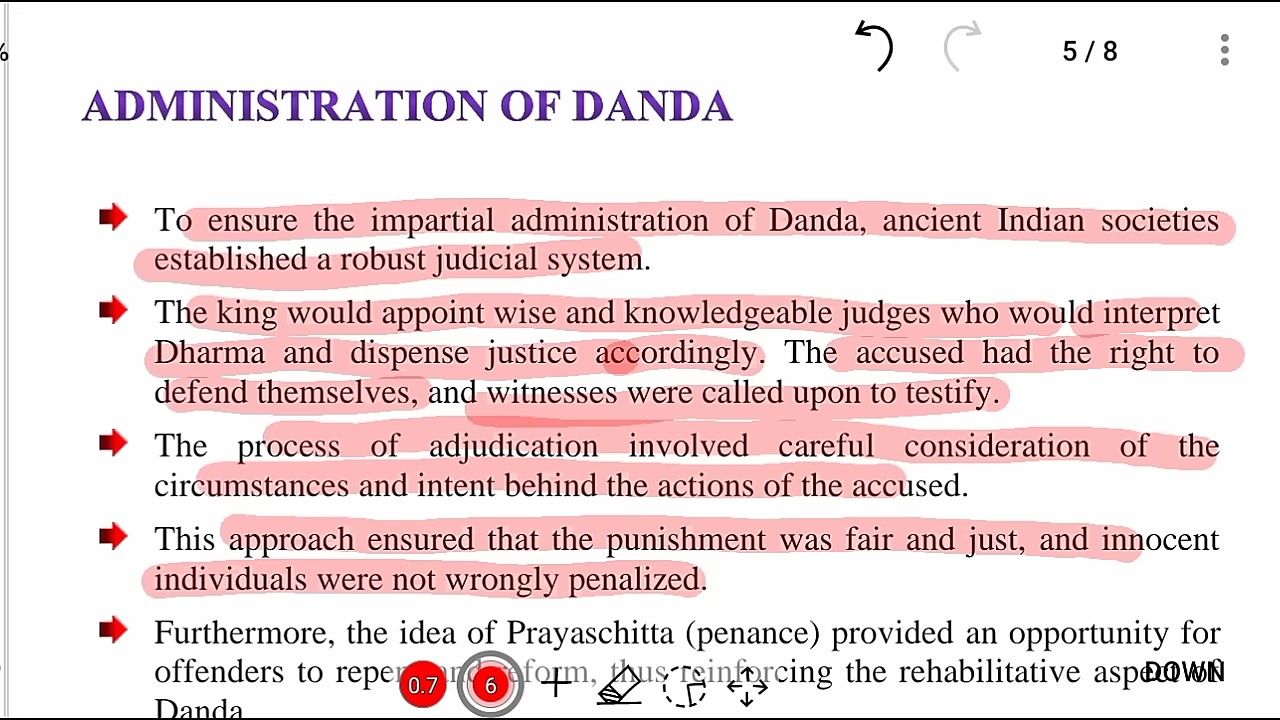 %
5 / 8
ADMINISTRATION OF DANDA
To ensure the impartial administration of Danda, ancient Indian societies
established a robust judicial system.
The king would appoint wise and knowledgeable judges who would interpret
Dharma and dispense justice accordingly. The accused had the right to
defend themselves, and witnesses were called upon to testify.
The process of adjudication involved careful consideration of the
circumstances and intent behind the actions of the accused.
This approach ensured that the punishment was fair and just, and innocent
individuals were not wrongly penalized.
Furthermore, the idea of Prayaschitta (penance) provided an opportunity for
offenders to repent and reform, thus reinforcing the rehabilitative aspect of
DOWN
Danda
0.7
6